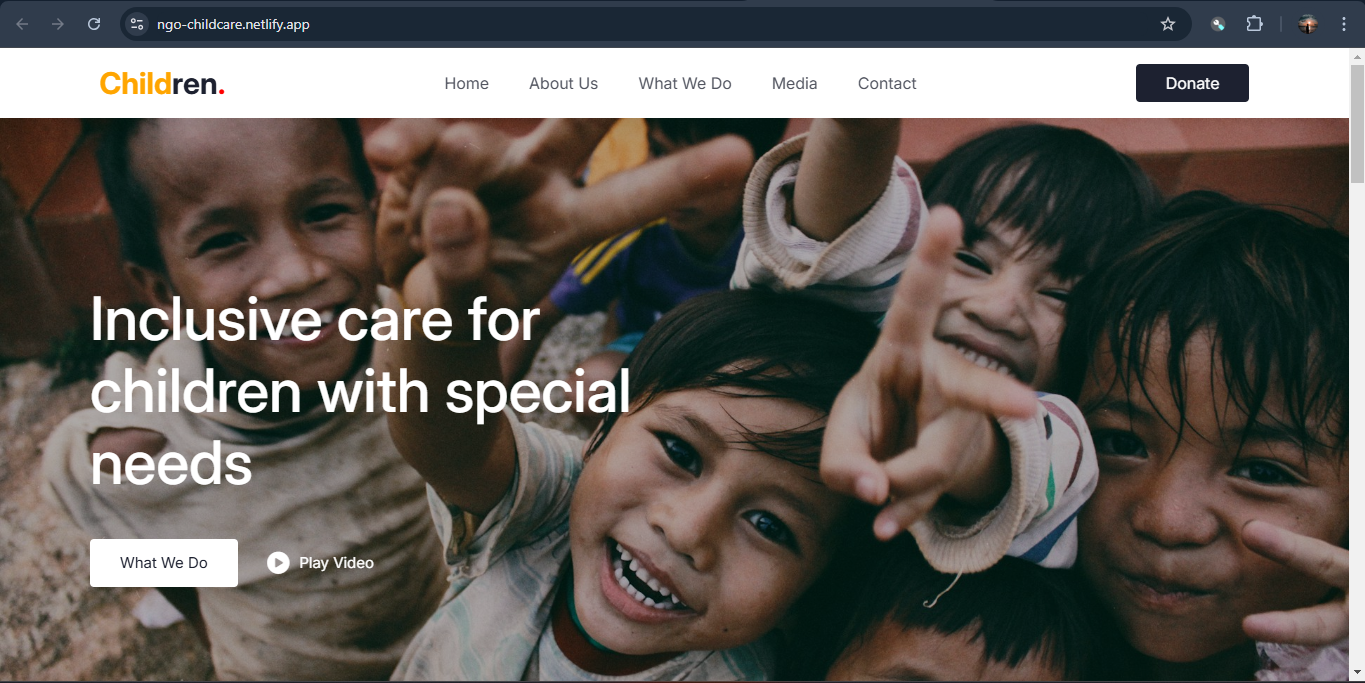 ngo-childcare.netlify.app
Children.
Home
About Us
What We Do
Media
Contact
Donate
Inclusive care for
children with special
needs
What We Do
Play Video